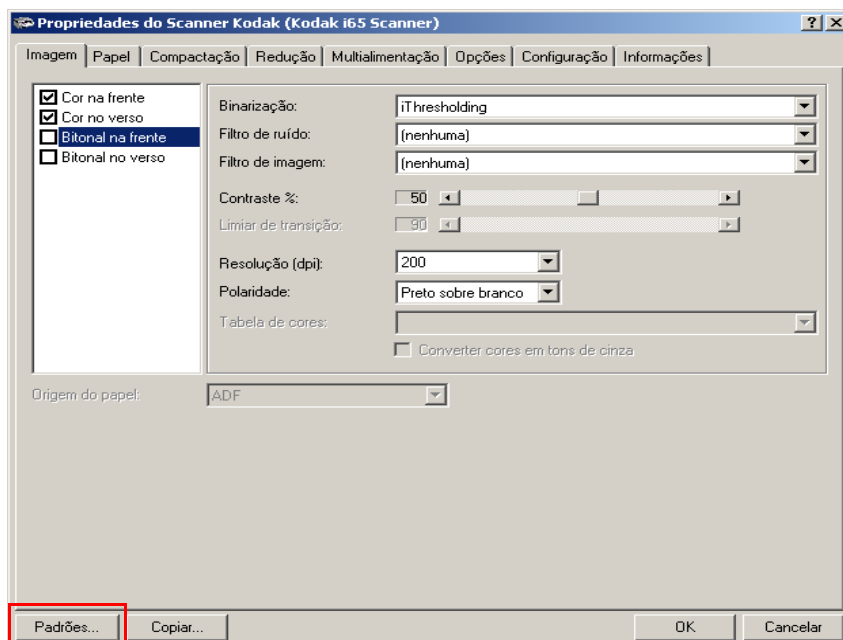 Propriedades do Scanner Kodak (Kodak i65 Scanner)
Imagem Papel Compactação Redução Multialimentação Opções Configuração Informações
Cor na frente
Cor no verso
Bitonal na frente
Bitonal no verso
Binarização: iThresholding
Filtro de ruído: (nenhuma)
Filtro de imagem: (nenhuma)
Contraste %: 50
Limiar de transição: 90
Resolução (dpi): 200
Polaridade: Preto sobre branco
Tabela de cores:
Converter cores em tons de cinza
Origem do papel: ADF
Padrões... Copiar... OK Cancelar